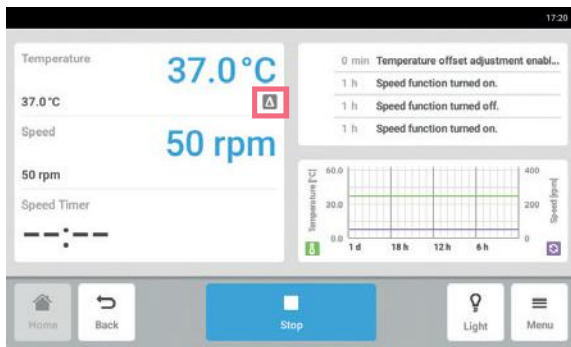 17:20
Temperature
37.0°C
37.0°C
Δ
Speed
50 rpm
50 rpm
Speed Timer
--:--
0 min Temperature offset adjustment enabl...
1 h Speed function turned on.
1 h Speed function turned off.
1 h Speed function turned on.
Temperature [°C]
60.0
20.0
0.0
400
200
0
Speed [rpm]
1 d 18 h 12 h 6 h
Home
Back
Stop
Light
Menu